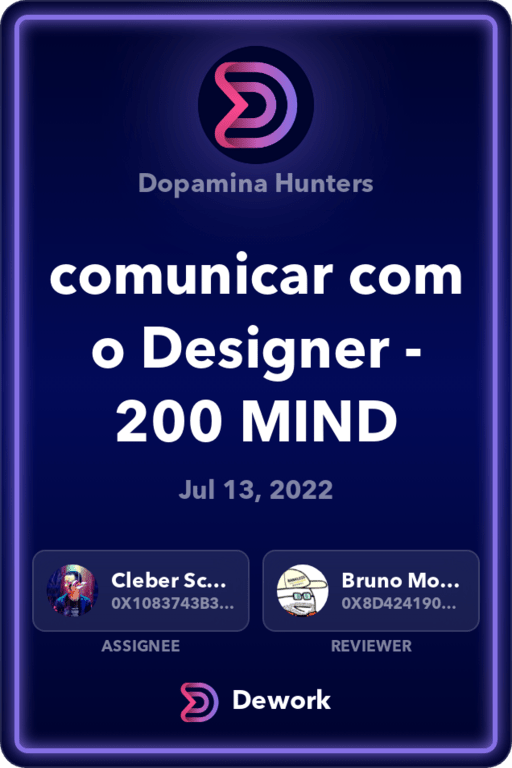 Dopamina Hunters
comunicar com
o Designer -
200 MIND
Jul 13, 2022
Cleber Sc...
0X1083743B3...
Bruno Mo...
0X8D424190...
ASSIGNEE
REVIEWER
Dework